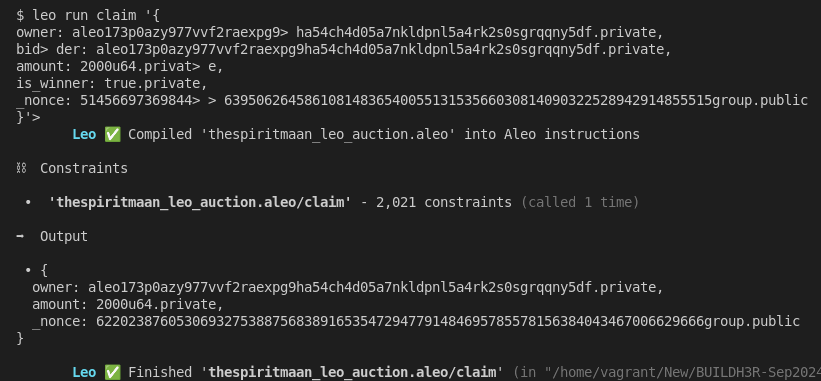 $ leo run claim '{
owner: aleo173p0azy977vvf2raexpg9> ha54ch4d05a7nkldpnl5a4rk2s0sgrqqny5df.private,
bid> der: aleo173p0azy977vvf2raexpg9ha54ch4d05a7nkldpnl5a4rk2s0sgrqqny5df.private,
amount: 2000u64.privat> e,
is_winner: true.private,
_nonce: 51456697369844> > 6395062645861081483654005513153566030814090322528942914855515group.public
}'>
Leo ✅ Compiled 'thespiritmaan_leo_auction.aleo' into Aleo instructions
⛓ Constraints
• 'thespiritmaan_leo_auction.aleo/claim' - 2,021 constraints (called 1 time)
➡ Output
• {
owner: aleo173p0azy977vvf2raexpg9ha54ch4d05a7nkldpnl5a4rk2s0sgrqqny5df.private,
amount: 2000u64.private,
_nonce: 6220238760530693275388756838916535472947791484695785578156384043467006629666group.public
}
Leo ✅ Finished 'thespiritmaan_leo_auction.aleo/claim' (in "/home/vagrant/New/BUILDH3R-Sep2024